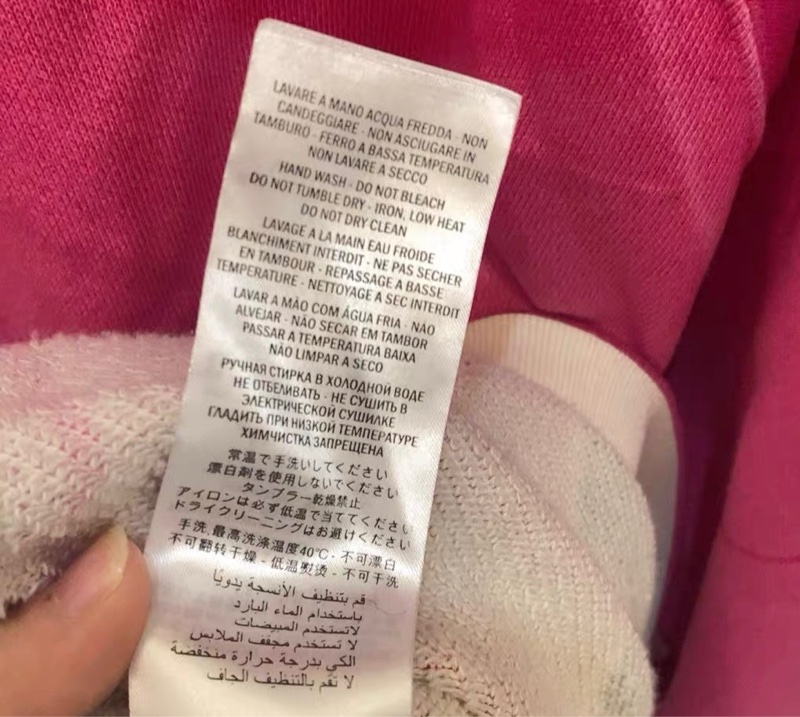 LAVARE A MANO ACQUA FREDDA - NON
CANDEGGIARE - NON ASCIUGARE IN
TAMBURO - FERRO A BASSA TEMPERATURA
NON LAVARE A SECCO
HAND WASH - DO NOT BLEACH
DO NOT TUMBLE DRY - IRON, LOW HEAT
DO NOT DRY CLEAN
LAVAGE A LA MAIN EAU FROIDE
BLANCHIMENT INTERDIT - NE PAS SECHER
EN TAMBOUR - REPASSAGE A BASSE
TEMPERATURE - NETTOYAGE A SEC INTERDIT
LAVAR A MÀO COM ÁGUA FRIA - NÃO
ALVEJAR - NÃO SECAR EM TAMBOR
PASSAR A TEMPERATURA BAIXA
NÃO LIMPAR A SECO
РУЧНАЯ СТИРКА В ХОЛОДНОЙ ВОДЕ
НЕ ОТБЕЛИВАТЬ - НЕ СУШИТЬ В
ЭЛЕКТРИЧЕСКОЙ СУШИЛКЕ
ГЛАДИТЬ ПРИ НИЗКОЙ ТЕМПЕРАТУРЕ
ХИМЧИСТКА ЗАПРЕЩЕНА
常温で手洗いしてください
漂白剤を使用しないでください
タンブラー乾燥禁止
アイロンは必ず低温で当ててください
ドライクリーニングはお避けください
手洗,最高洗涤温度40℃ - 不可漂白
不可翻转干燥 - 低温熨烫 - 不可干洗
قم بتنظيف الأنسجة يدويًا
باستخدام الماء البارد
لاتستخدم المبيضات
لا تستخدم مجفف الملابس
الكي بدرجة حرارة منخفضة
لا تقم بالتنظيف الجاف